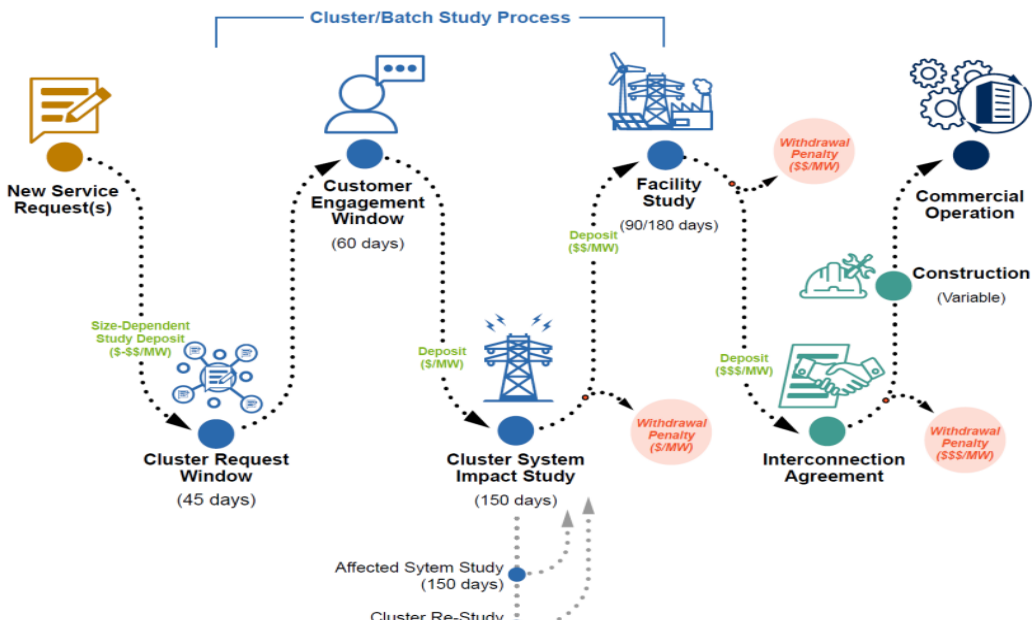 Cluster/Batch Study Process
New Service
Request(s)
Size-Dependent
Study Deposit
($-$$/MW)
Cluster Request
Window
(45 days)
Customer
Engagement
Window
(60 days)
Deposit
($/MW)
Cluster System
Impact Study
(150 days)
Affected Sytem Study
(150 days)
Cluster Re-Study
Withdrawal
Penalty
($/MW)
Deposit
($$/MW)
Facility
Study
(90/180 days)
Withdrawal
Penalty
($$/MW)
Deposit
($$$/MW)
Interconnection
Agreement
Withdrawal
Penalty
($$$/MW)
Construction
(Variable)
Commercial
Operation